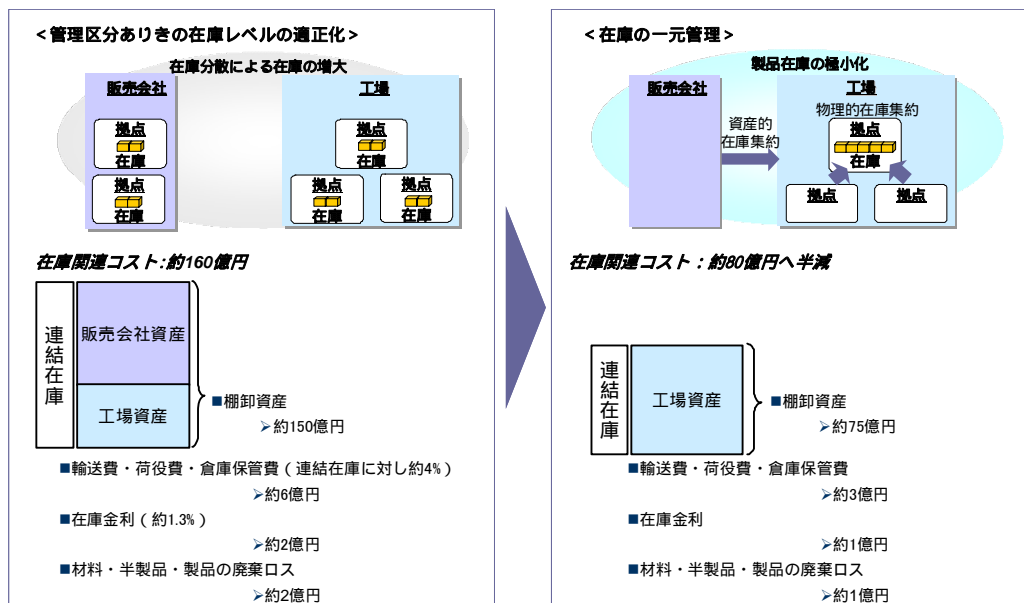 <管理区分ありきの在庫レベルの適正化>
在庫分散による在庫の増大
販売会社
工場
拠点
在庫
拠点
在庫
拠点
在庫
拠点
在庫
拠点
在庫
在庫関連コスト:約160億円
連結在庫
販売会社資産
工場資産
■棚卸資産
➢約150億円
■輸送費・荷役費・倉庫保管費(連結在庫に対し約4%)
➢約6億円
■在庫金利(約1.3%)
➢約2億円
■材料・半製品・製品の廃棄ロス
➢約2億円
<在庫の一元管理>
製品在庫の極小化
販売会社
工場
資産的
在庫集約
物理的在庫集約
拠点
在庫
拠点
拠点
在庫関連コスト:約80億円へ半減
連結在庫
工場資産
■棚卸資産
➢約75億円
■輸送費・荷役費・倉庫保管費
➢約3億円
■在庫金利
➢約1億円
■材料・半製品・製品の廃棄ロス
➢約1億円